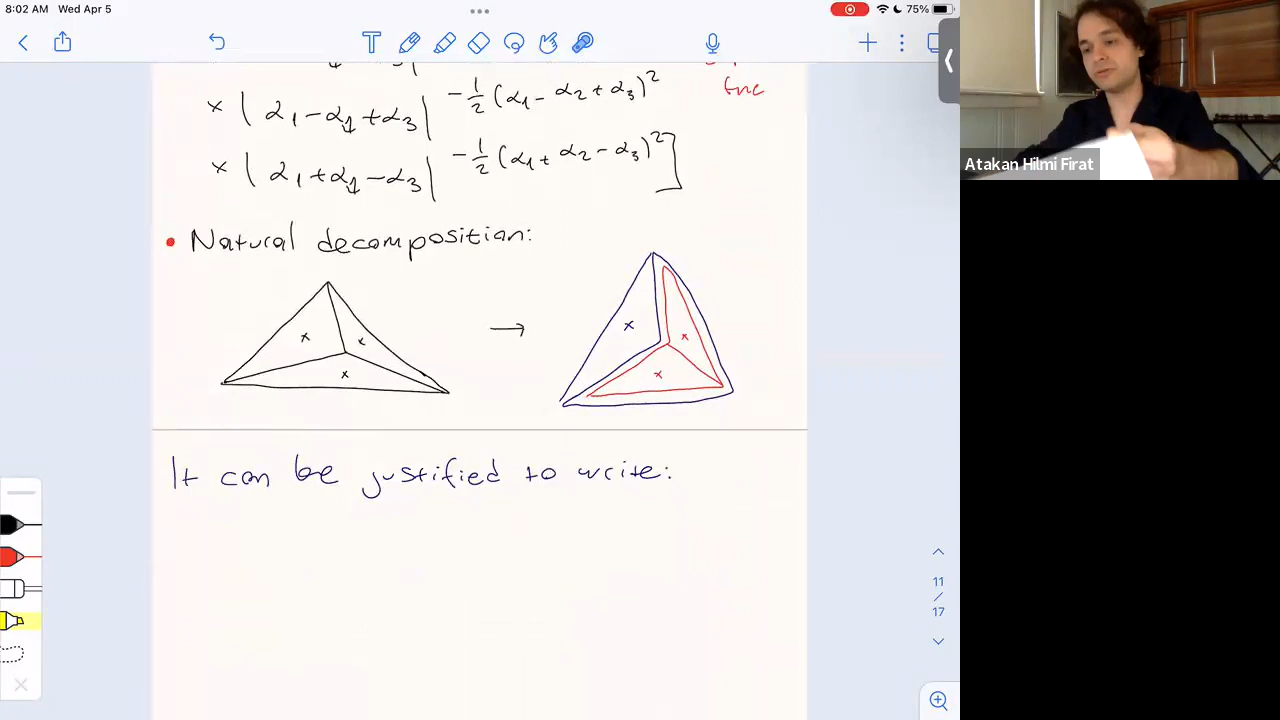 8:02 AM Wed Apr 5
75%
T
func
× | α₁ - α₂ + α₃ | ^ -1/2 (α₁ - α₂ + α₃)²
× | α₁ + α₂ - α₃ | ^ -1/2 (α₁ + α₂ - α₃)² ]
Atakan Hilmi Firat
• Natural decomposition:
x x x → x x x
It can be justified to write:
11
/
17